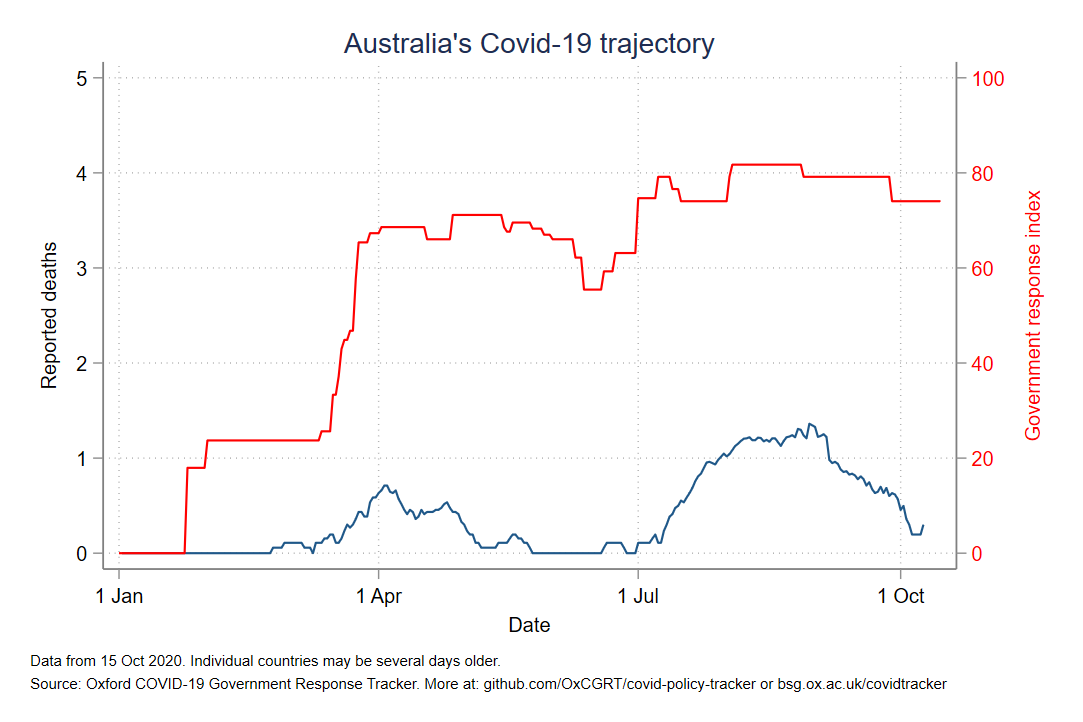 Australia's Covid-19 trajectory
5
4
3
2
1
0
Reported deaths
100
80
60
40
20
0
Government response index
1 Jan
1 Apr
1 Jul
1 Oct
Date
Data from 15 Oct 2020. Individual countries may be several days older.
Source: Oxford COVID-19 Government Response Tracker. More at: github.com/OxCGRT/covid-policy-tracker or bsg.ox.ac.uk/covidtracker